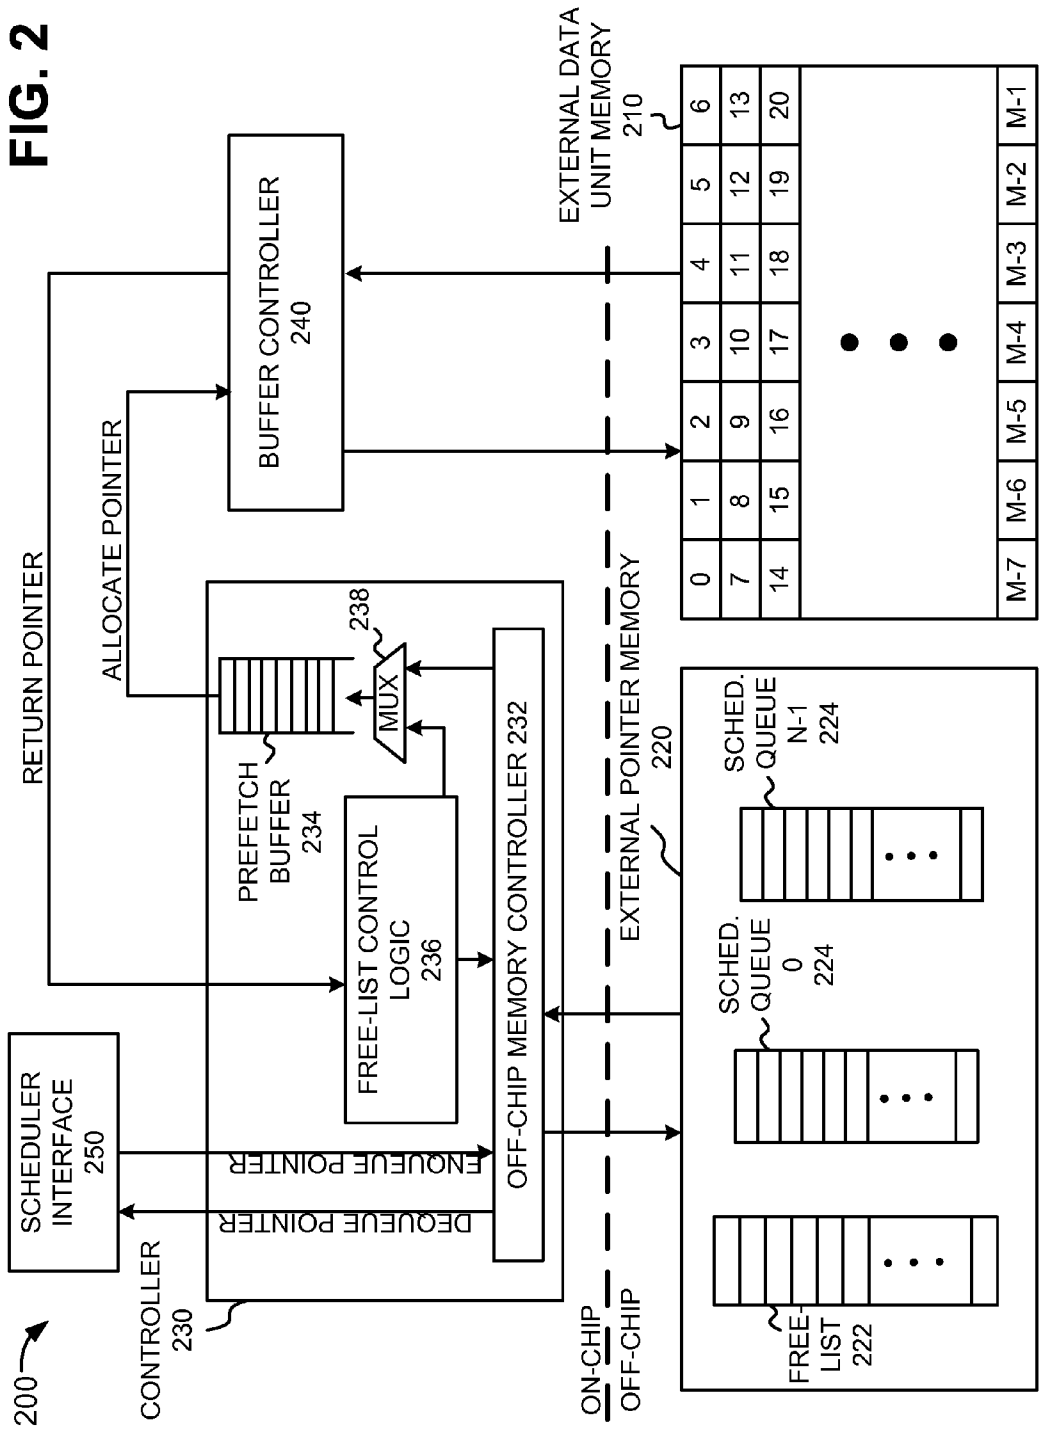 FIG. 2
200
SCHEDULER
INTERFACE
250
RETURN POINTER
ALLOCATE POINTER
CONTROLLER
230
DEQUEUE POINTER
ENQUEUE POINTER
FREE-LIST CONTROL
LOGIC
236
PREFETCH
BUFFER
234
MUX
238
OFF-CHIP MEMORY CONTROLLER 232
BUFFER CONTROLLER
240
ON-CHIP
OFF-CHIP
EXTERNAL POINTER MEMORY
220
EXTERNAL DATA
UNIT MEMORY
210
FREE-
LIST
222
SCHED.
QUEUE
0
224
SCHED.
QUEUE
N-1
224
0 1 2 3 4 5 6
7 8 9 10 11 12 13
14 15 16 17 18 19 20
M-7 M-6 M-5 M-4 M-3 M-2 M-1